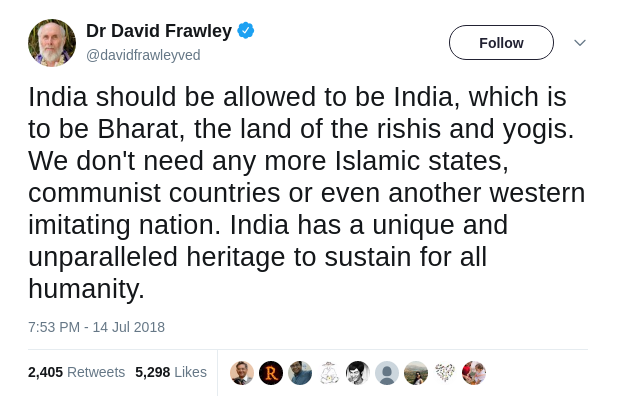 Dr David Frawley
@davidfrawleyved
Follow
India should be allowed to be India, which is
to be Bharat, the land of the rishis and yogis.
We don't need any more Islamic states,
communist countries or even another western
imitating nation. India has a unique and
unparalleled heritage to sustain for all
humanity.
7:53 PM - 14 Jul 2018
2,405 Retweets 5,298 Likes
R